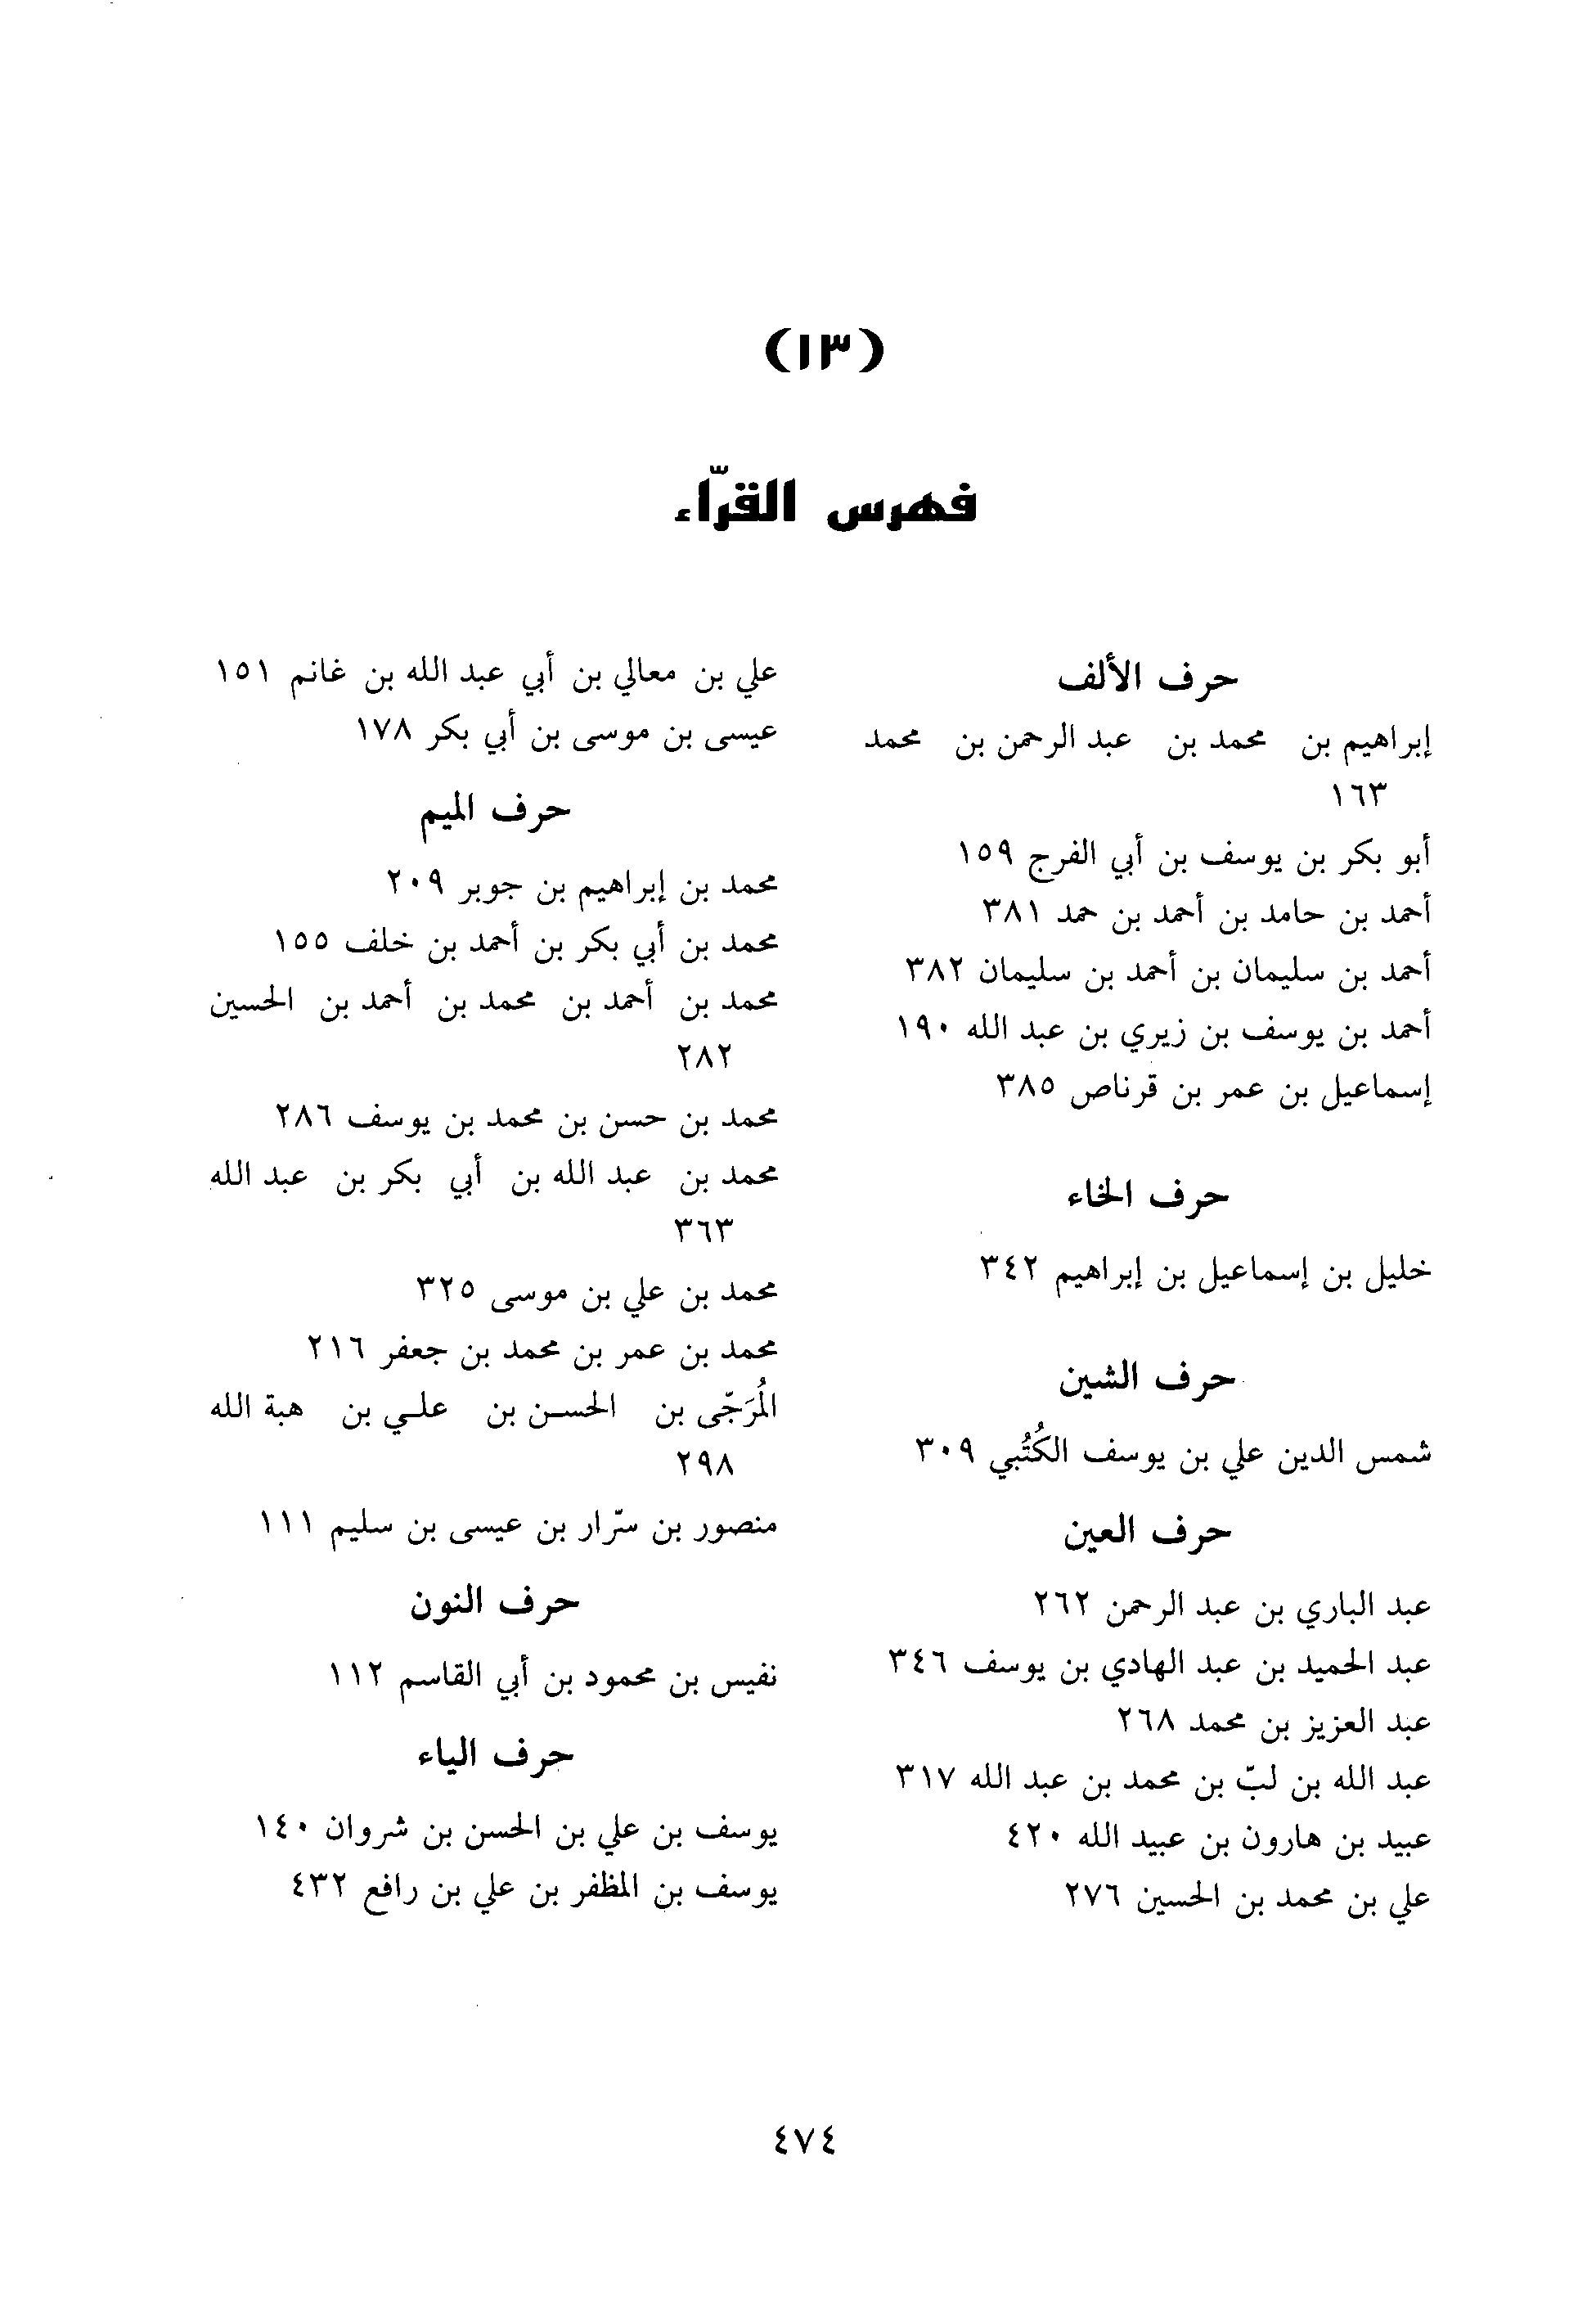 (١٣)
فهرس القرّاء
حرف الألف
إبراهيم بن محمد بن عبد الرحمن بن محمد
١٦٣
أبو بكر بن يوسف بن أبي الفرج ١٥٩
أحمد بن حامد بن أحمد بن حمد ٣٨١
أحمد بن سليمان بن أحمد بن سليمان ٣٨٢
أحمد بن يوسف بن زيري بن عبد الله ١٩٠
إسماعيل بن عمر بن قرناص ٣٨٥
حرف الخاء
خليل بن إسماعيل بن إبراهيم ٣٤٢
حرف الشين
شمس الدين علي بن يوسف الكُتُبي ٣٠٩
حرف العين
عبد الباري بن عبد الرحمن ٢٦٢
عبد الحميد بن عبد الهادي بن يوسف ٣٤٦
عبد العزيز بن محمد ٢٦٨
عبد الله بن لبّ بن محمد بن عبد الله ٣١٧
عبيد بن هارون بن عبيد الله ٤٢٠
علي بن محمد بن الحسين ٢٧٦
علي بن معالي بن أبي عبد الله بن غانم ١٥١
عيسى بن موسى بن أبي بكر ١٧٨
حرف الميم
محمد بن إبراهيم بن جوبر ٢٠٩
محمد بن أبي بكر بن أحمد بن خلف ١٥٥
محمد بن أحمد بن محمد بن أحمد بن الحسين
٢٨٢
محمد بن حسن بن محمد بن يوسف ٢٨٦
محمد بن عبد الله بن أبي بكر بن عبد الله
٣٦٣
محمد بن علي بن موسى ٣٢٥
محمد بن عمر بن محمد بن جعفر ٢١٦
المُرَجّى بن الحسن بن علي بن هبة الله
٢٩٨
منصور بن سرّار بن عيسى بن سليم ١١١
حرف النون
نفيس بن محمود بن أبي القاسم ١١٢
حرف الياء
يوسف بن علي بن الحسن بن شروان ١٤٠
يوسف بن المظفر بن علي بن رافع ٤٣٢
٤٧٤